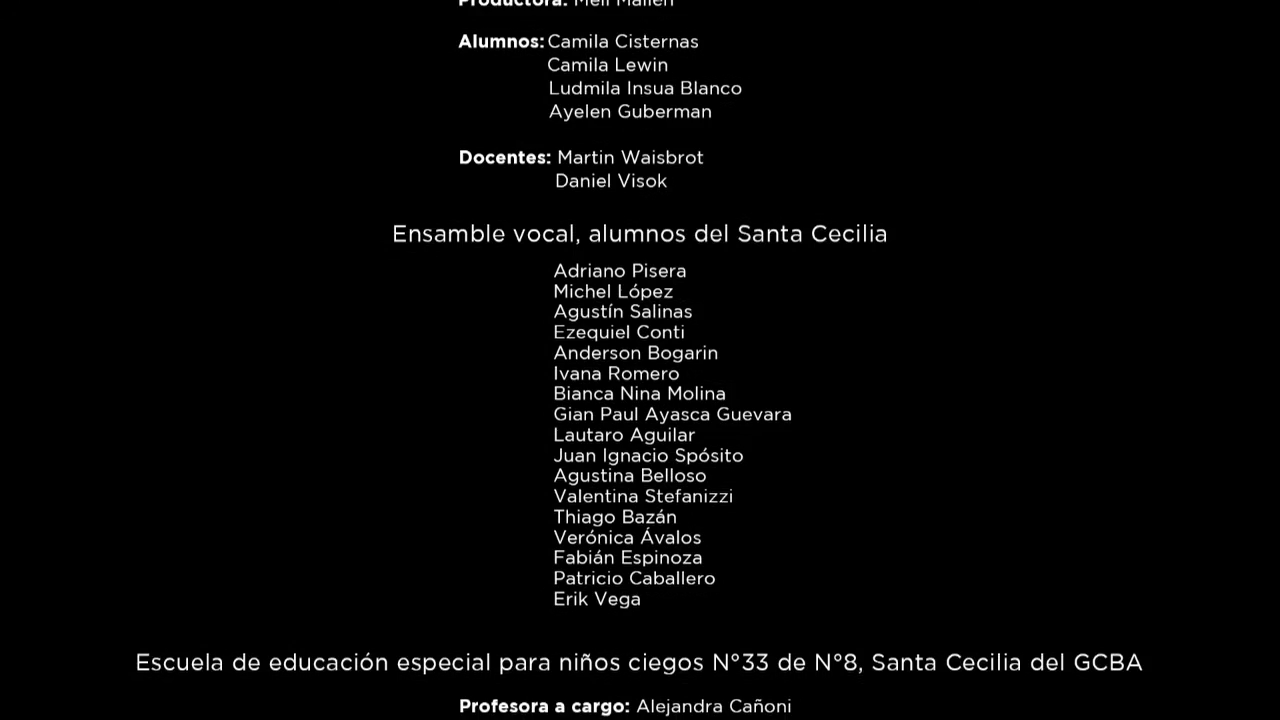 Productora: Meli Mallen
Alumnos: Camila Cisternas
Camila Lewin
Ludmila Insua Blanco
Ayelen Guberman
Docentes: Martin Waisbrot
Daniel Visok
Ensamble vocal, alumnos del Santa Cecilia
Adriano Pisera
Michel López
Agustín Salinas
Ezequiel Conti
Anderson Bogarin
Ivana Romero
Bianca Nina Molina
Gian Paul Ayasca Guevara
Lautaro Aguilar
Juan Ignacio Spósito
Agustina Belloso
Valentina Stefanizzi
Thiago Bazán
Verónica Ávalos
Fabián Espinoza
Patricio Caballero
Erik Vega
Escuela de educación especial para niños ciegos N°33 de N°8, Santa Cecilia del GCBA
Profesora a cargo: Alejandra Cañoni